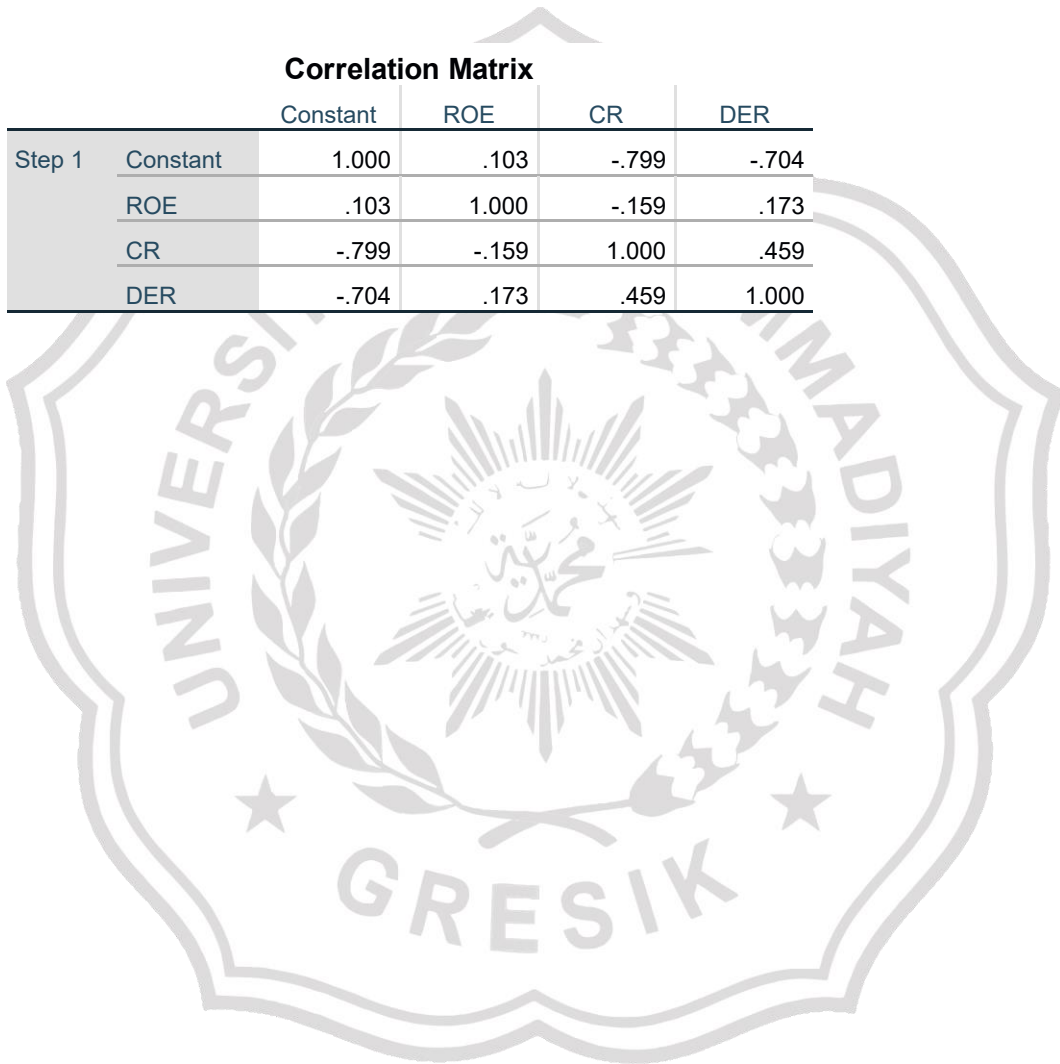 Correlation Matrix
Constant ROE CR DER
Step 1 Constant 1.000 .103 -.799 -.704
ROE .103 1.000 -.159 .173
CR -.799 -.159 1.000 .459
DER -.704 .173 .459 1.000
GRESIK